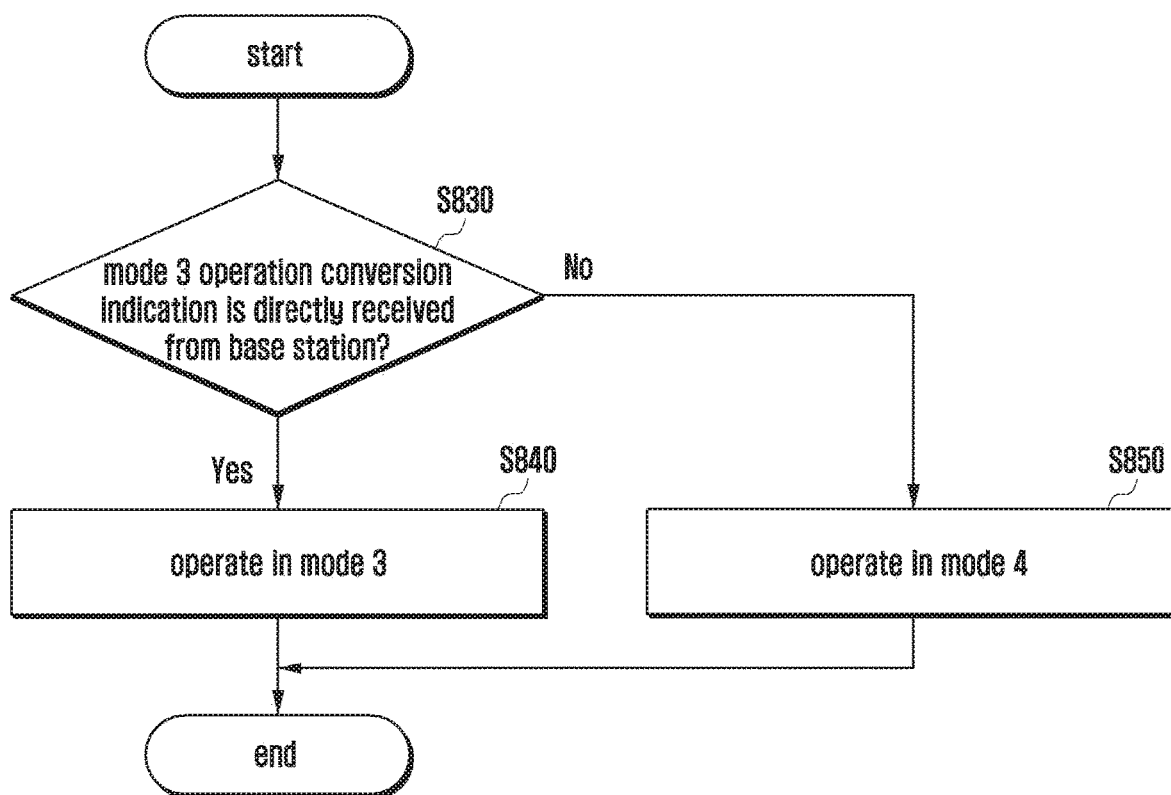 start
S830
mode 3 operation conversion
indication is directly received
from base station?
No
Yes
S840
S850
operate in mode 3
operate in mode 4
end